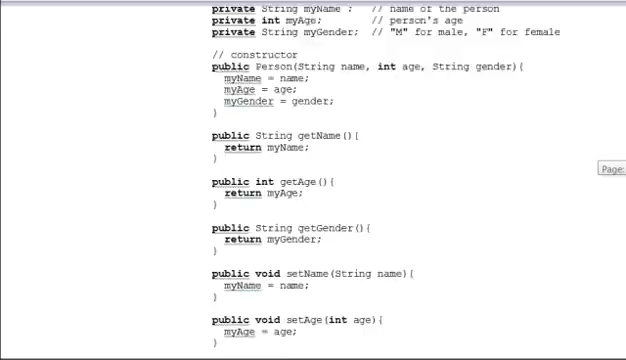 private String myName ; // name of the person
private int myAge; // person's age
private String myGender; // "M" for male, "F" for female
// constructor
public Person(String name, int age, String gender){
myName = name;
myAge = age;
myGender = gender;
}
public String getName(){
return myName;
}
public int getAge(){
return myAge;
}
public String getGender(){
return myGender;
}
public void setName(String name){
myName = name;
}
public void setAge(int age){
myAge = age;
}
Page: